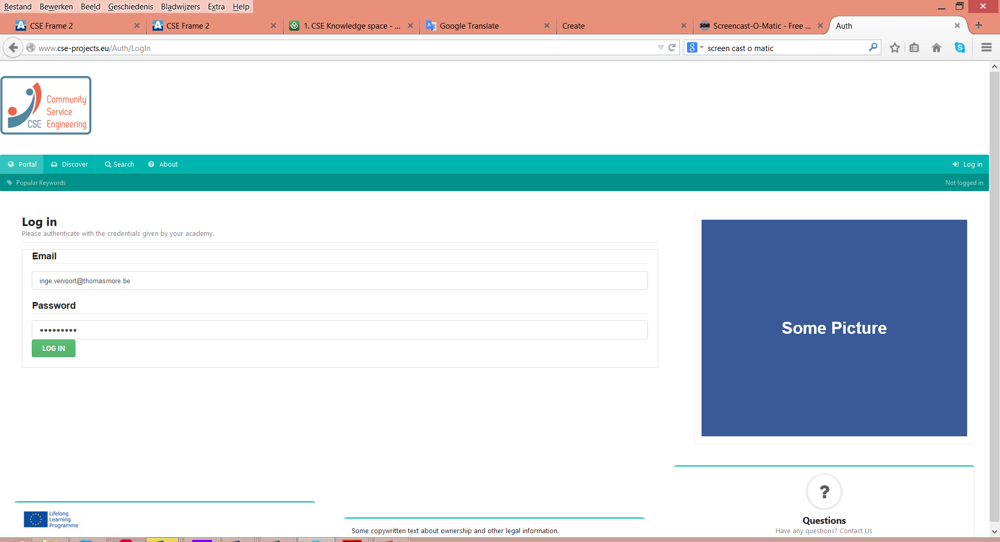 Bestand Bewerken Beeld Geschiedenis Bladwijzers Extra Help
CSE Frame 2
CSE Frame 2
1. CSE Knowledge space - ...
Google Translate
Create
Screencast-O-Matic - Free ...
Auth
www.cse-projects.eu/Auth/LogIn
screen cast o matic
Community
Service
CSE Engineering
Portal Discover Search About Log in
Popular Keywords Not logged in
Log in
Please authenticate with the credentials given by your academy.
Email
inge.vervoort@thomasmore.be
Password
•••••••••
LOG IN
Some Picture
Lifelong
Learning
Programme
Some copywritten text about ownership and other legal information.
?
Questions
Have any questions? Contact Us